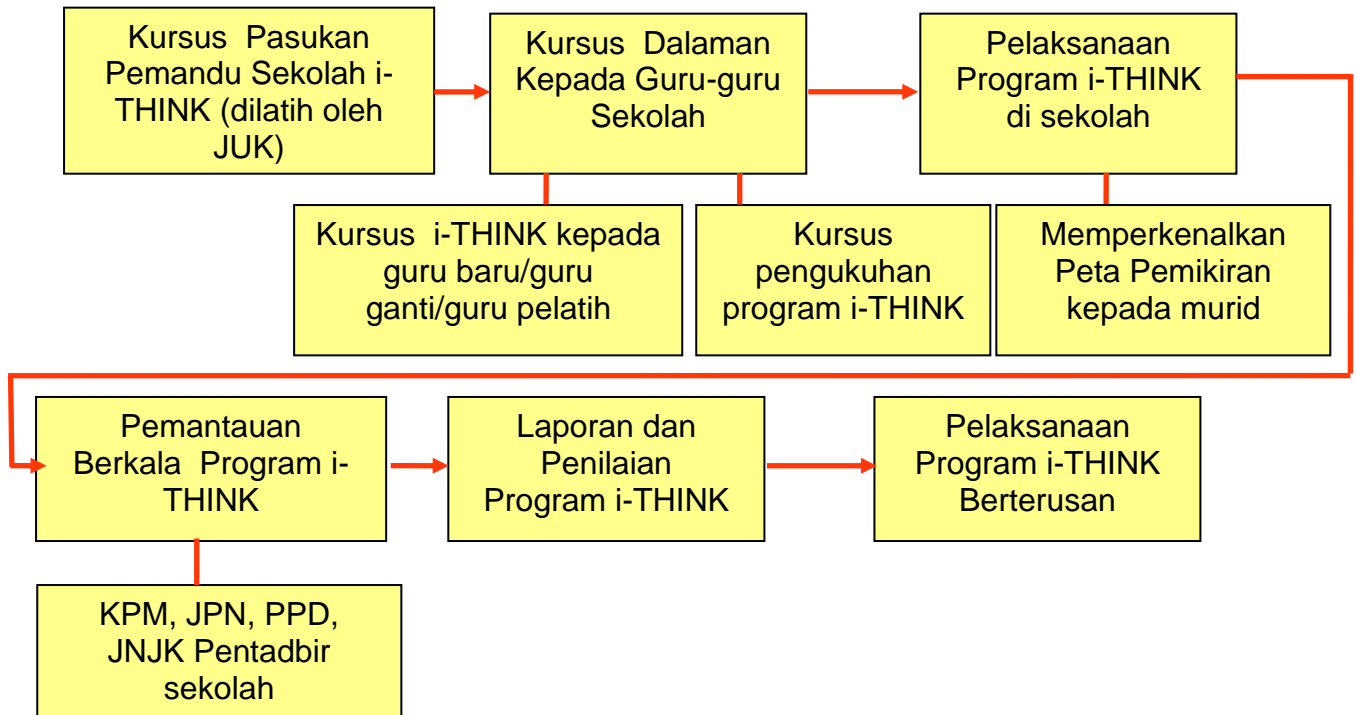 Kursus Pasukan
Pemandu Sekolah i-
THINK (dilatih oleh
JUK)
Kursus Dalaman
Kepada Guru-guru
Sekolah
Pelaksanaan
Program i-THINK
di sekolah
Kursus i-THINK kepada
guru baru/guru
ganti/guru pelatih
Kursus
pengukuhan
program i-THINK
Memperkenalkan
Peta Pemikiran
kepada murid
Pemantauan
Berkala Program i-
THINK
Laporan dan
Penilaian
Program i-THINK
Pelaksanaan
Program i-THINK
Berterusan
KPM, JPN, PPD,
JNJK Pentadbir
sekolah